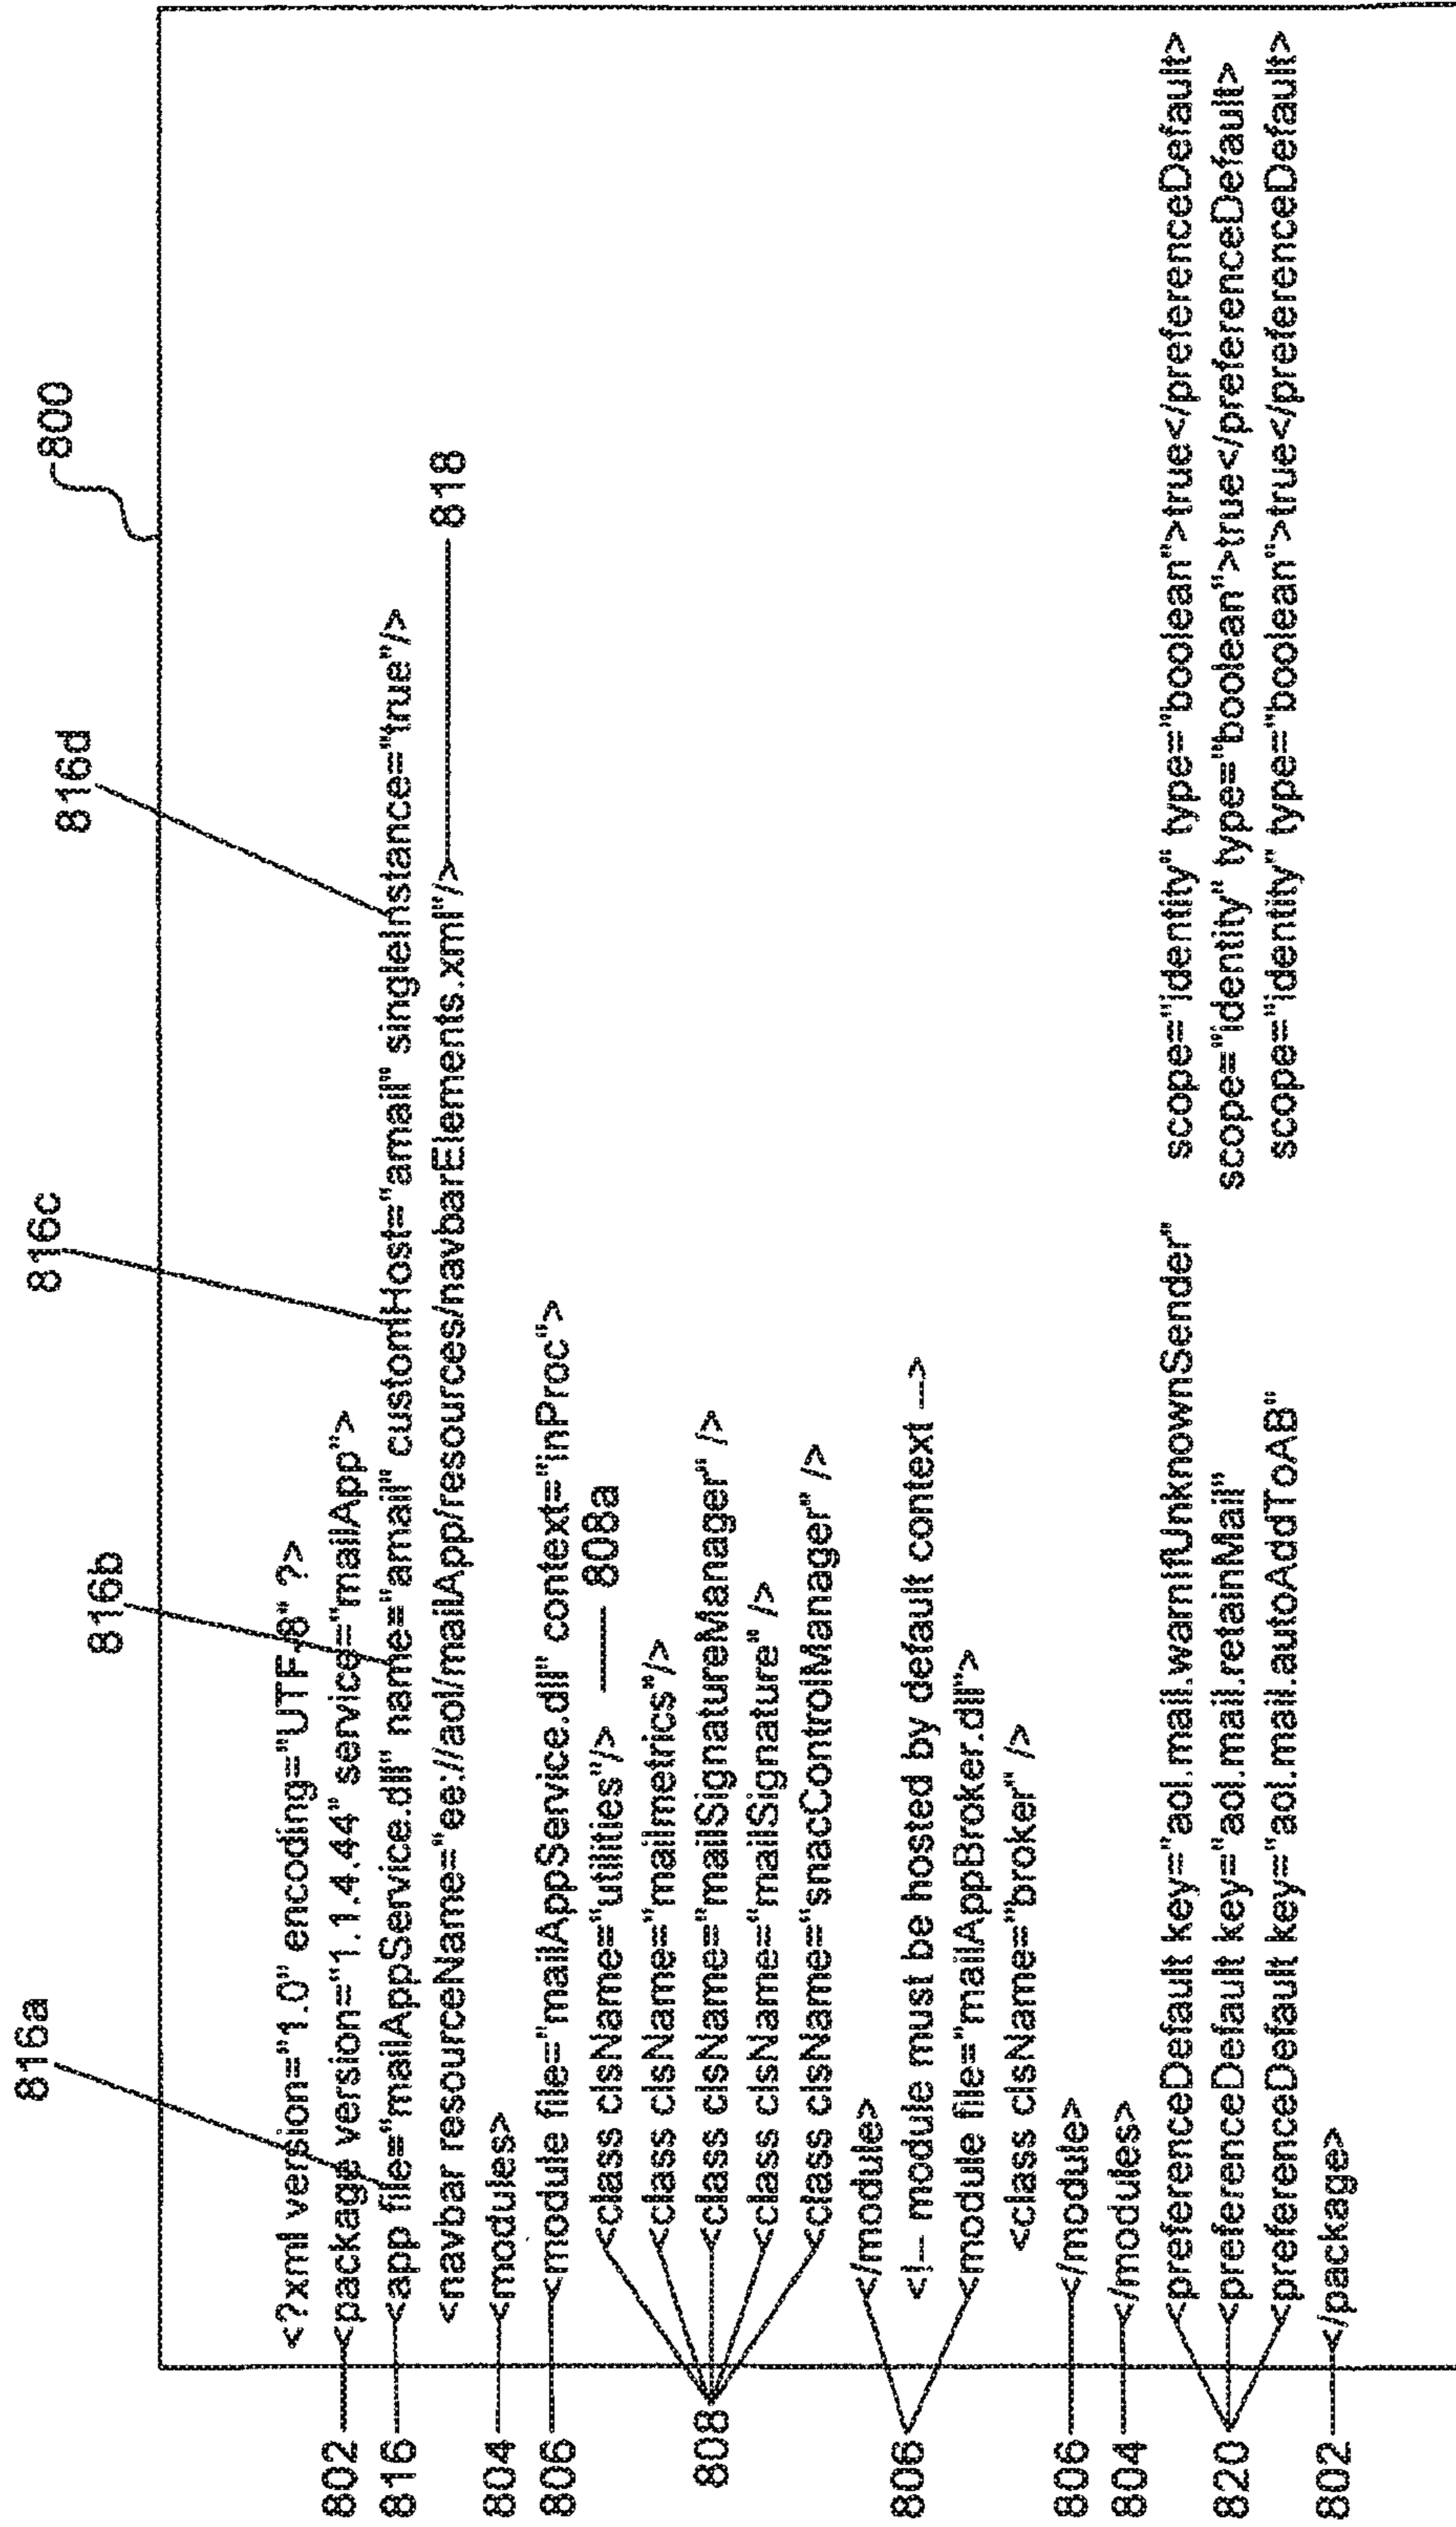 800
816a
816b
816c
816d
<?xml version="1.0" encoding="UTF-8" ?>
802 <package version="1.1.4.44" service="mailApp">
816 <app file="mailAppService.dll" name="amail" customHost="amail" singleInstance="true"/>
<navbar resourceName="ee://aol/mailApp/resources/navbarElements.xml"/> 818
804 <modules>
806 <module file="mailAppService.dll" context="inProc">
<class clsName="utilities"/> 808a
<class clsName="mailmetrics"/>
808 <class clsName="mailSignatureManager" />
<class clsName="mailSignature" />
<class clsName="snacControlManager" />
</module>
806 <!-- module must be hosted by default context -->
<module file="mailAppBroker.dll">
<class clsName="broker" />
806 </module>
804 </modules>
<preferenceDefault key="aol.mail.warnIfUnknownSender" scope="identity" type="boolean">true</preferenceDefault>
820 <preferenceDefault key="aol.mail.retainMail" scope="identity" type="boolean">true</preferenceDefault>
<preferenceDefault key="aol.mail.autoAddToAB" scope="identity" type="boolean">true</preferenceDefault>
802 </package>